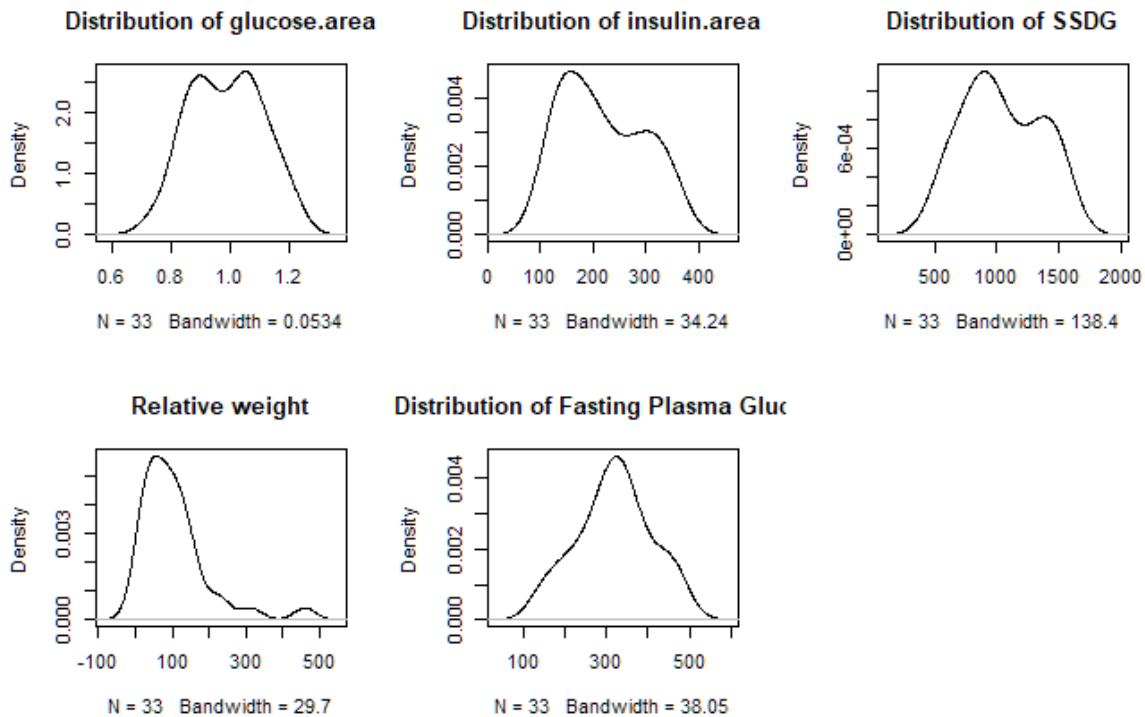 Distribution of glucose.area
Density
0.0 1.0 2.0
0.6 0.8 1.0 1.2
N = 33 Bandwidth = 0.0534
Distribution of insulin.area
Density
0.000 0.002 0.004
0 100 200 300 400
N = 33 Bandwidth = 34.24
Distribution of SSDG
Density
0e+00 6e-04
500 1000 1500 2000
N = 33 Bandwidth = 138.4
Relative weight
Density
0.000 0.003
-100 100 300 500
N = 33 Bandwidth = 29.7
Distribution of Fasting Plasma Gluc
Density
0.000 0.002 0.004
100 300 500
N = 33 Bandwidth = 38.05